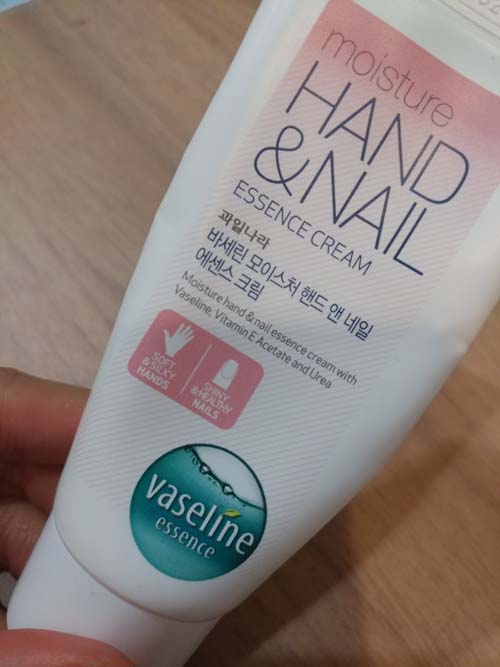 moisture
HAND
&NAIL
ESSENCE CREAM
과일나라
바세린 모이스처 핸드 앤 네일
에센스 크림
Moisture hand & nail essence cream with
Vaseline, Vitamin E Acetate and Urea
SOFT
& SILKY
HANDS
SHINY
& HEALTHY
NAILS
vaseline
essence